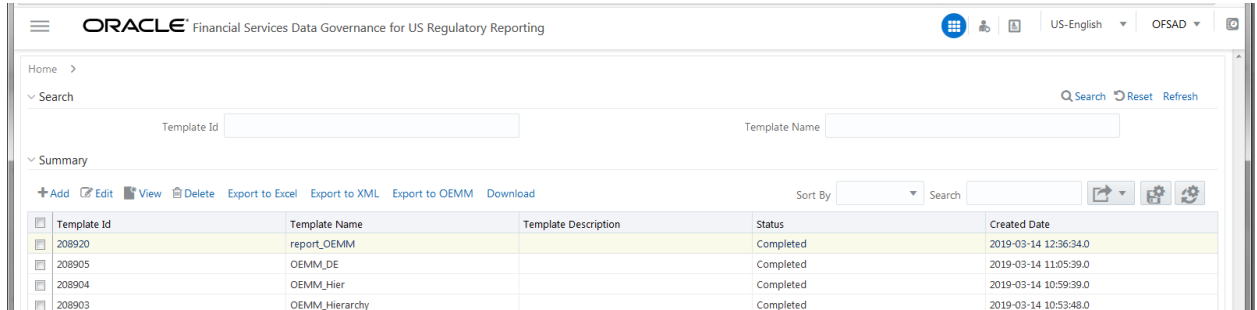 ORACLE® Financial Services Data Governance for US Regulatory Reporting US-English OFSAD
Home >
Search Search Reset Refresh
Template Id Template Name
Summary
Add Edit View Delete Export to Excel Export to XML Export to OEMM Download Sort By Search
Template Id Template Name Template Description Status Created Date
208920 report_OEMM Completed 2019-03-14 12:36:34.0
208905 OEMM_DE Completed 2019-03-14 11:05:39.0
208904 OEMM_Hier Completed 2019-03-14 10:59:39.0
208903 OEMM_Hierarchy Completed 2019-03-14 10:53:48.0